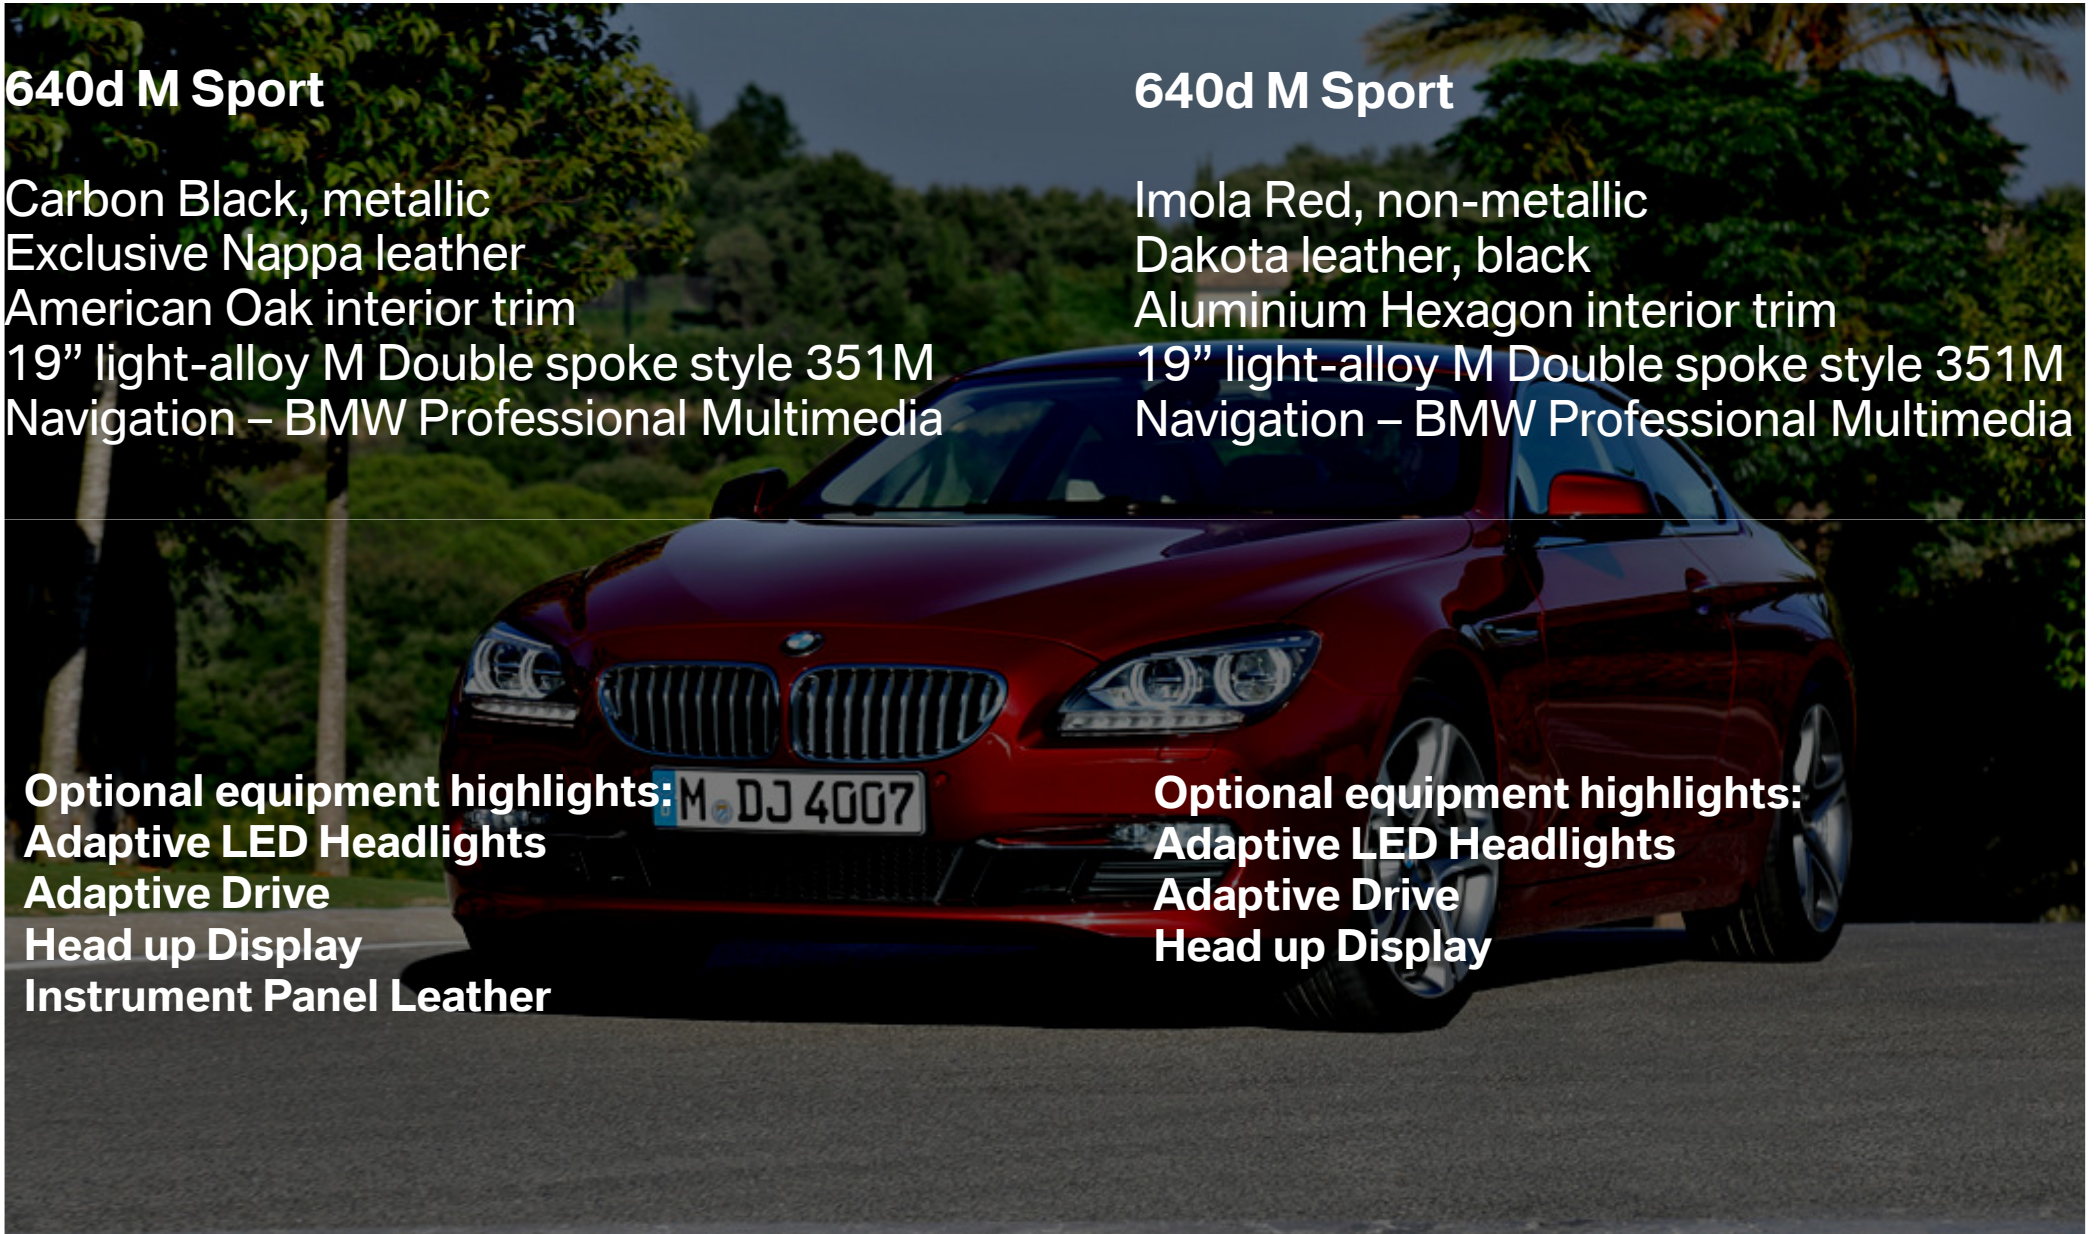 640d M Sport
Carbon Black, metallic
Exclusive Nappa leather
American Oak interior trim
19” light-alloy M Double spoke style 351M
Navigation – BMW Professional Multimedia
Optional equipment highlights:
Adaptive LED Headlights
Adaptive Drive
Head up Display
Instrument Panel Leather
640d M Sport
Imola Red, non-metallic
Dakota leather, black
Aluminium Hexagon interior trim
19” light-alloy M Double spoke style 351M
Navigation – BMW Professional Multimedia
Optional equipment highlights:
Adaptive LED Headlights
Adaptive Drive
Head up Display
M DJ 4007